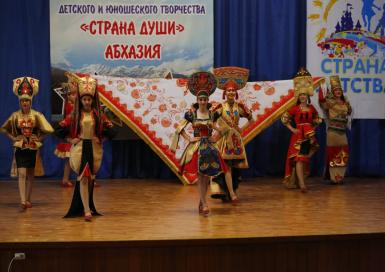 ДЕТСКОГО И ЮНОШЕСКОГО ТВОРЧЕСТВА
«СТРАНА ДУШИ»
АБХАЗИЯ
СТРАНА
ДЕТСТВА